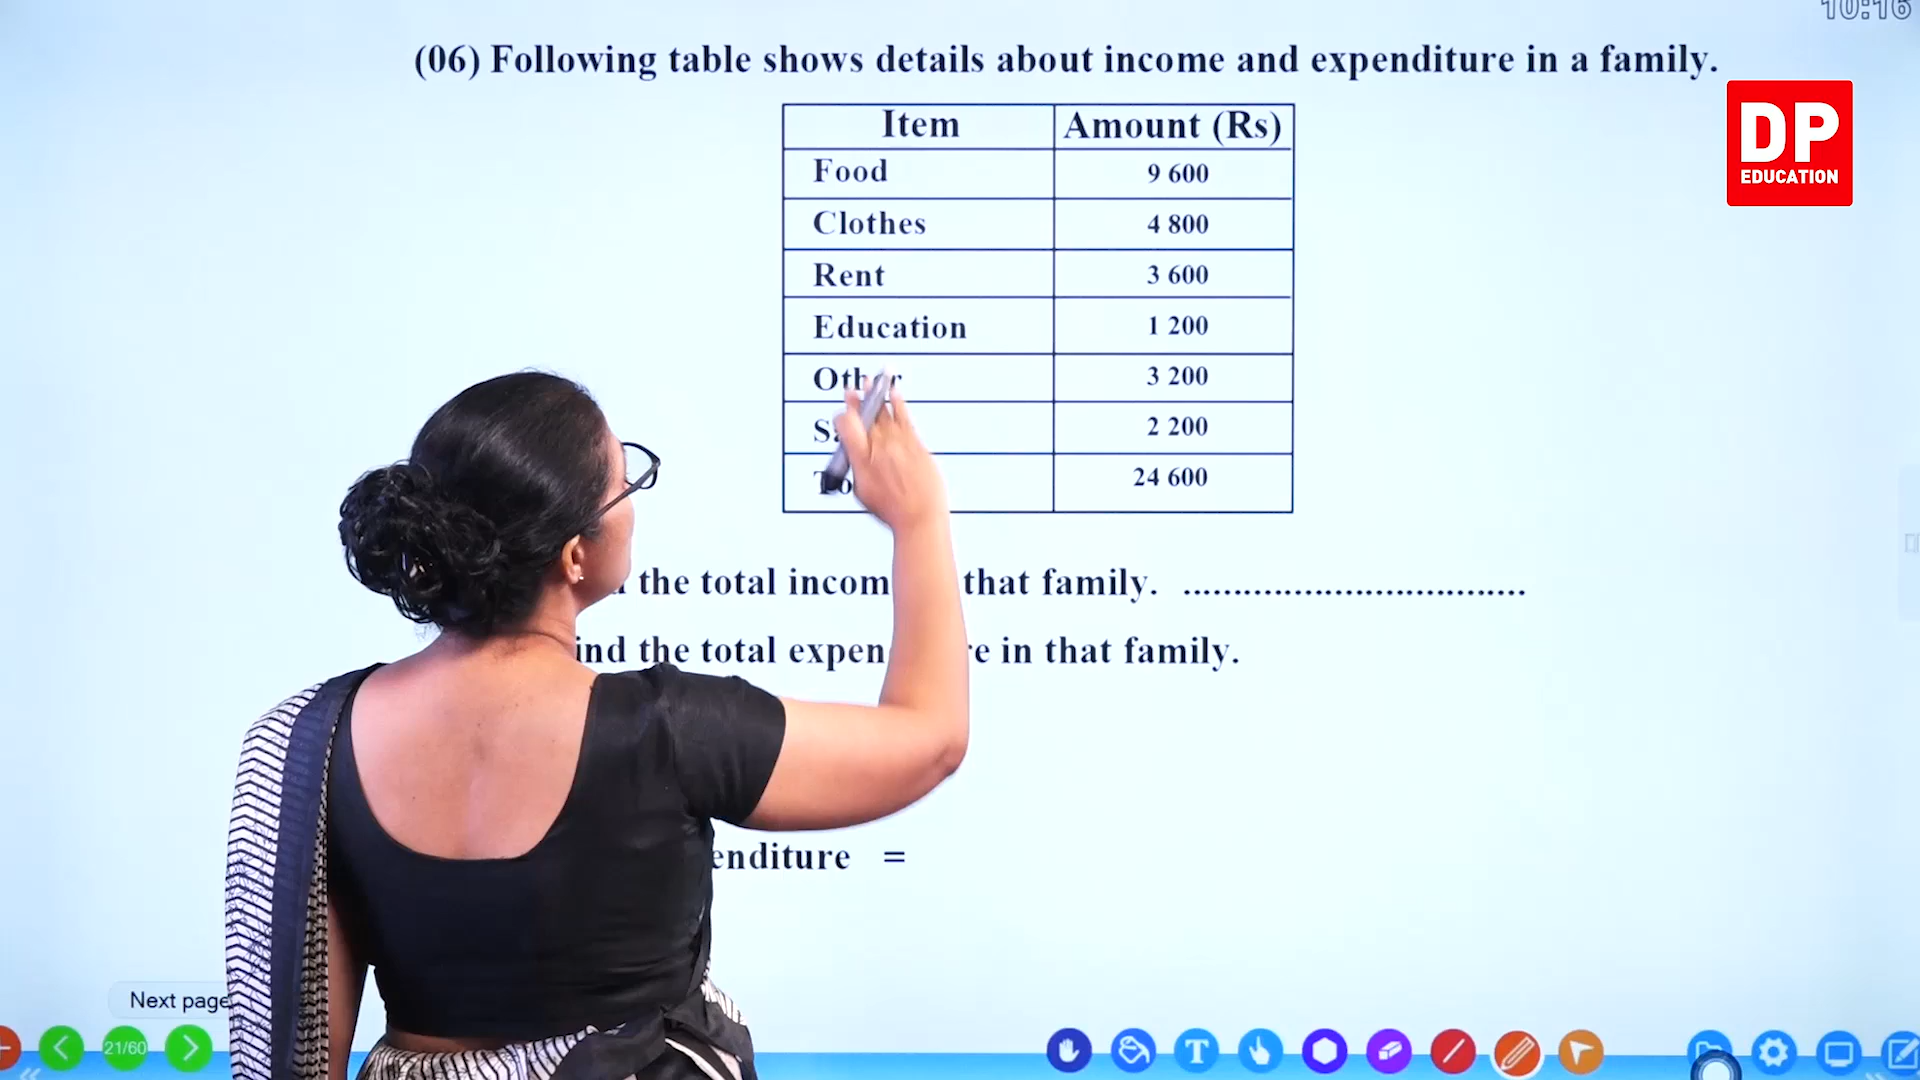 10:16
(06) Following table shows details about income and expenditure in a family.
DP
EDUCATION
Item Amount (Rs)
Food 9 600
Clothes 4 800
Rent 3 600
Education 1 200
Other 3 200
2 200
24 600
the total incom that family. ..................................
ind the total expen e in that family.
enditure =
Next page
21/60
T